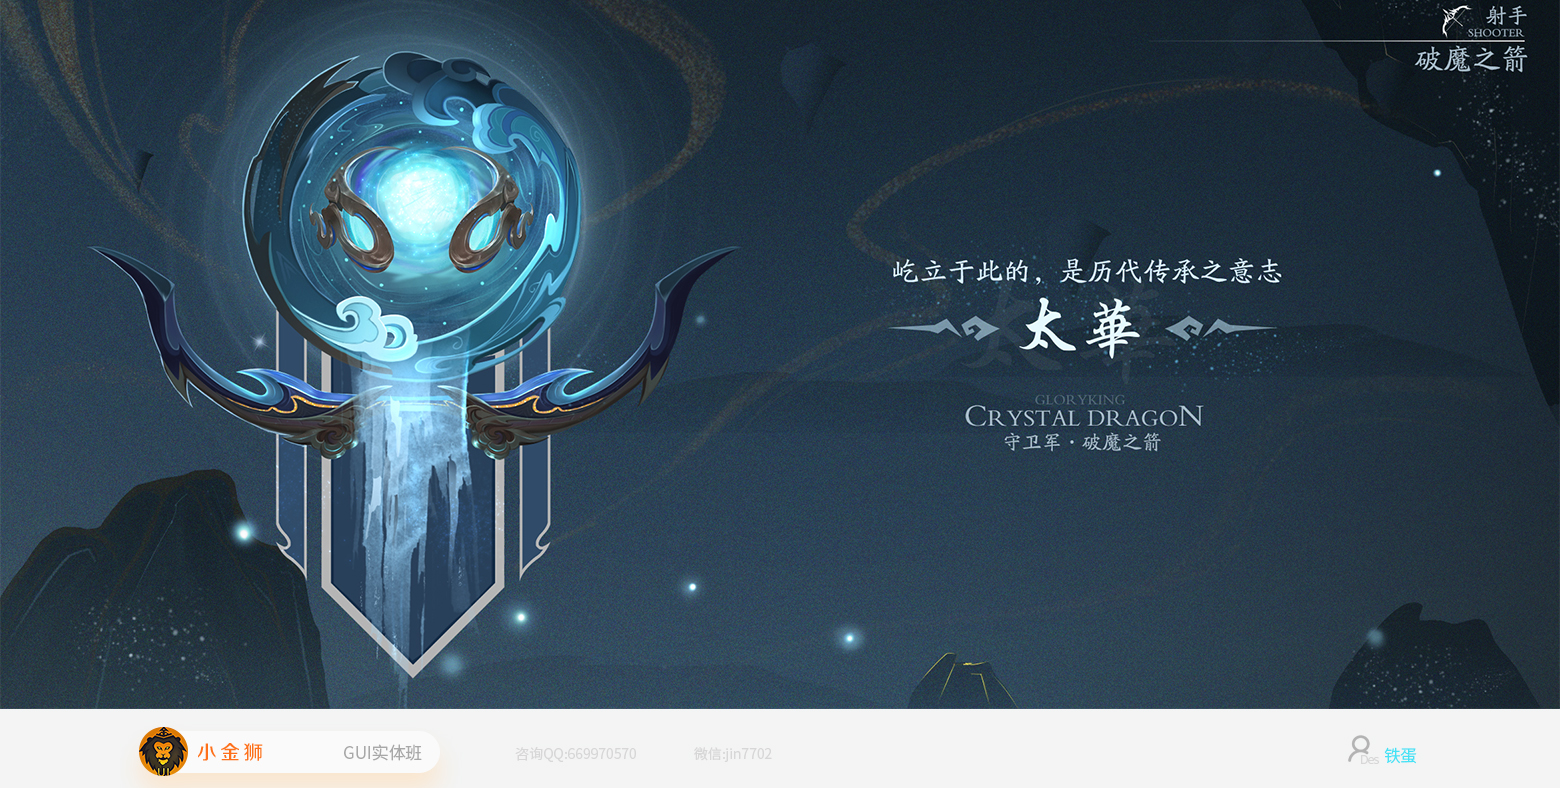 射手
SHOOTER
破魔之箭
屹立于此的，是历代传承之意志
太華
GLORYKING
CRYSTAL DRAGON
守卫军·破魔之箭
小金狮
GUI实体班
咨询QQ:669970570
微信:jin7702
Des 铁蛋